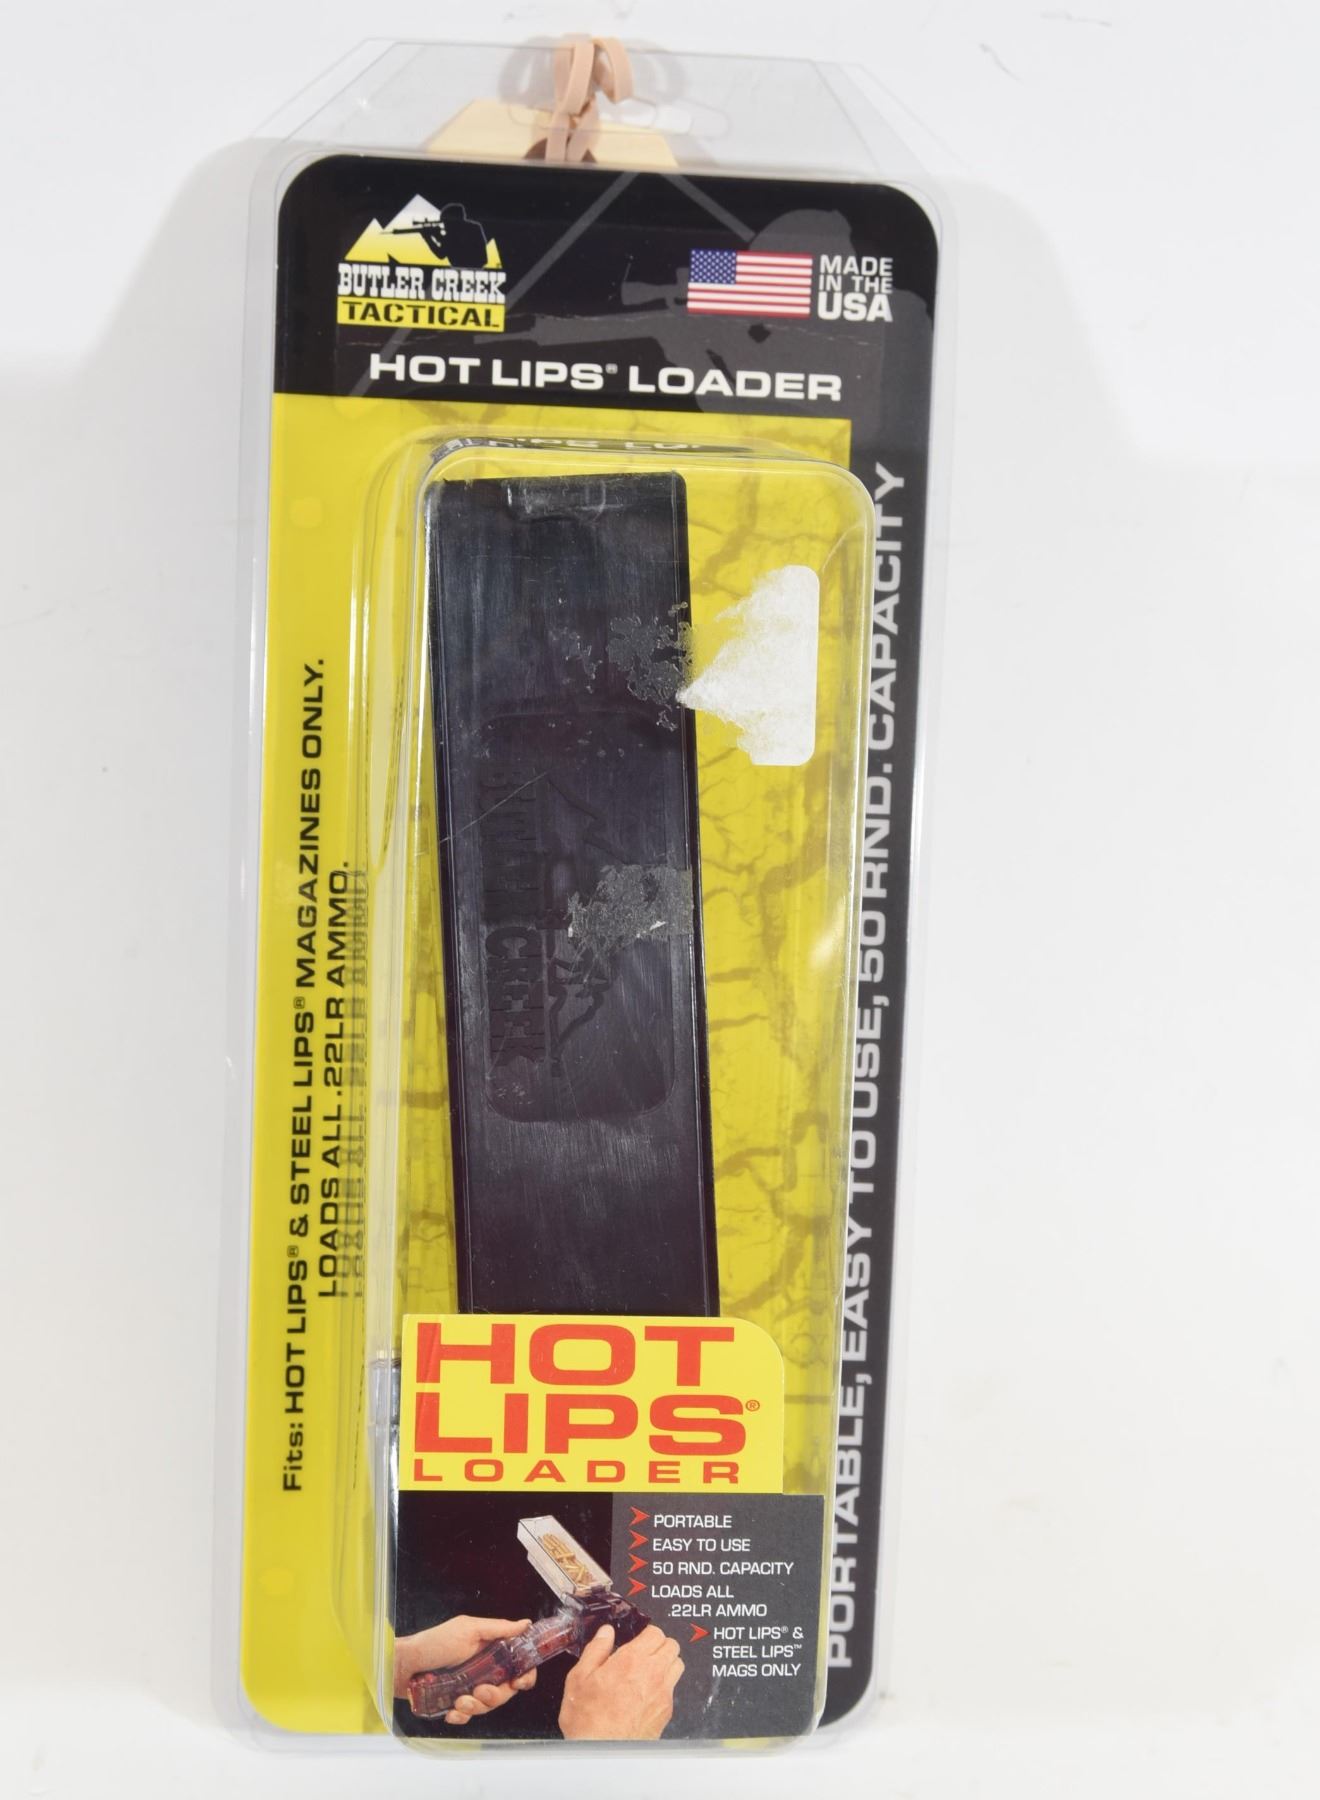 BUTLER CREEK
TACTICAL
MADE
IN THE
USA
HOT LIPS® LOADER
Fits: HOT LIPS® & STEEL LIPS® MAGAZINES ONLY.
LOADS ALL .22LR AMMO.
BUTLER CREEK
PORTABLE, EASY TO USE, 50 RND. CAPACITY
HOT
LIPS®
LOADER
PORTABLE
EASY TO USE
50 RND. CAPACITY
LOADS ALL
.22LR AMMO
HOT LIPS® &
STEEL LIPS™
MAGS ONLY